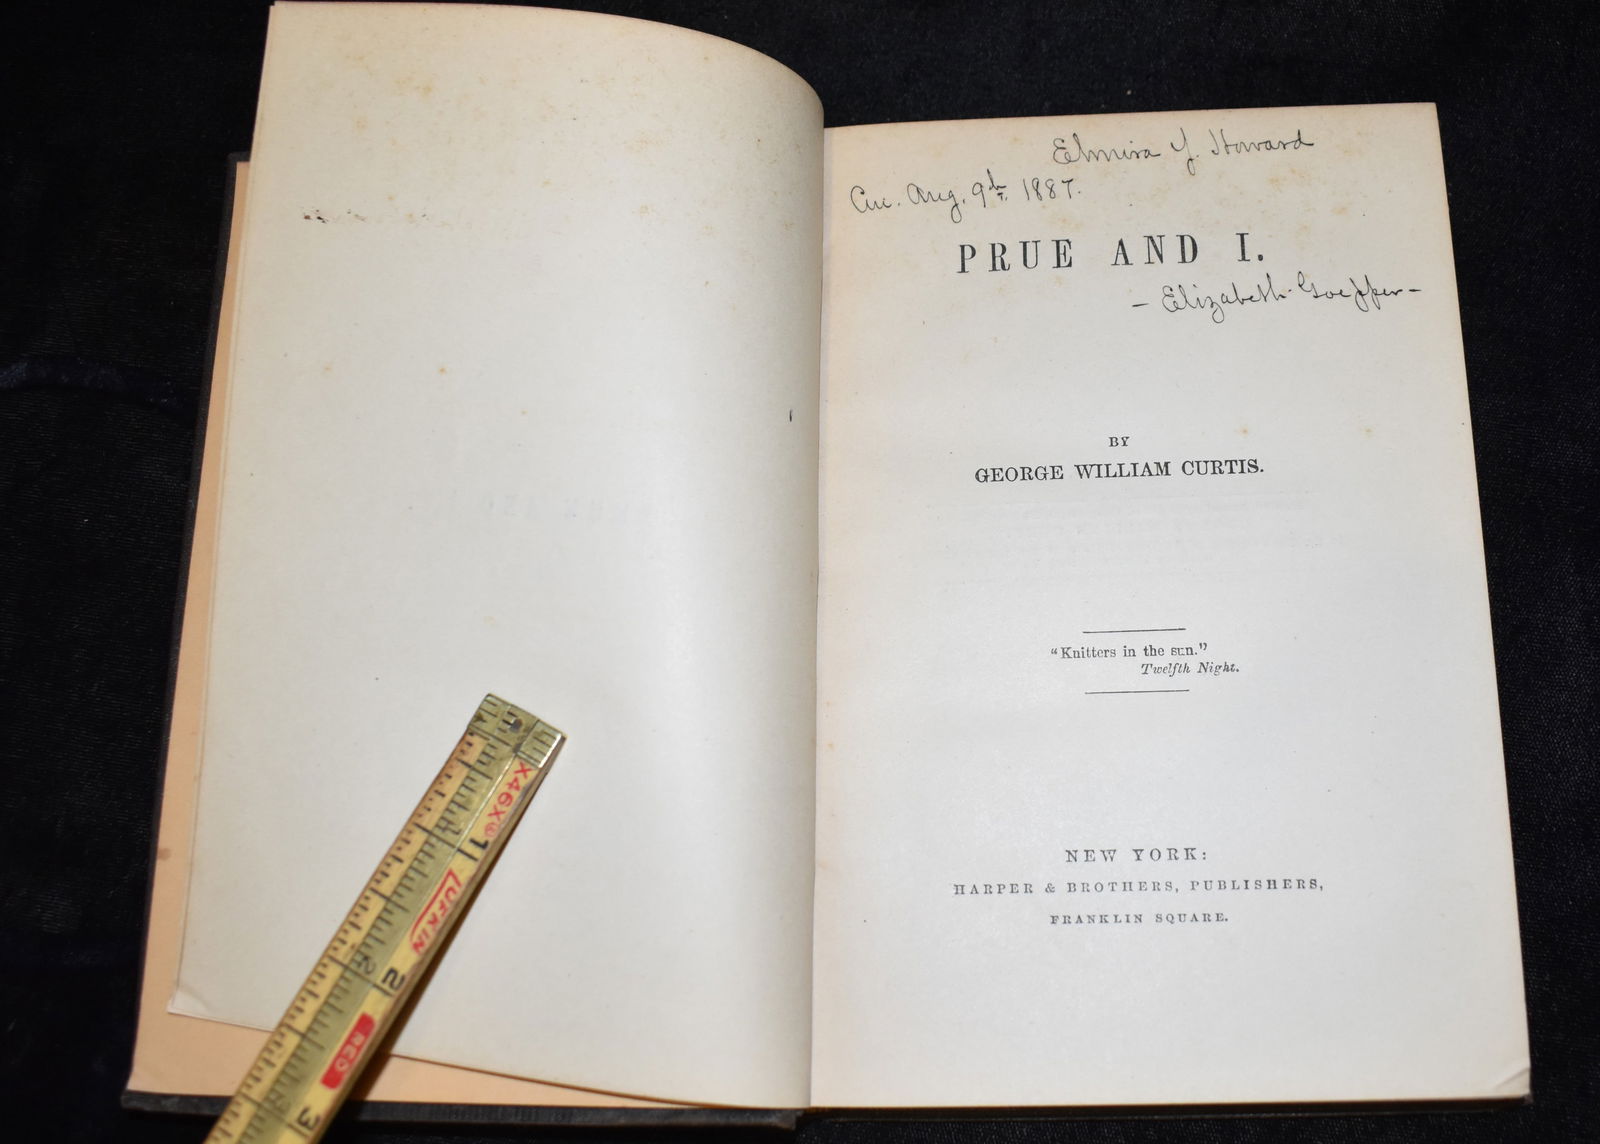 Elmira Y. Howard
Cin. Aug. 9th. 1887.
PRUE AND I.
- Elizabeth Goepper -
BY
GEORGE WILLIAM CURTIS.
"Knitters in the sun."
Twelfth Night.
NEW YORK:
HARPER & BROTHERS, PUBLISHERS,
FRANKLIN SQUARE.
X46X
1
LUFKIN
2
2
RED
3